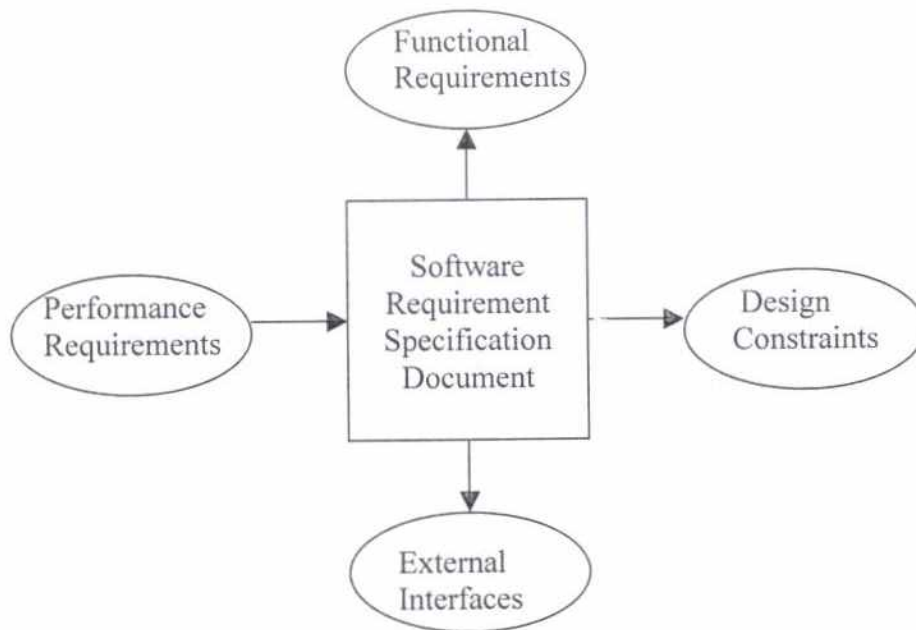 Functional
Requirements
Performance
Requirements
Software
Requirement
Specification
Document
Design
Constraints
External
Interfaces